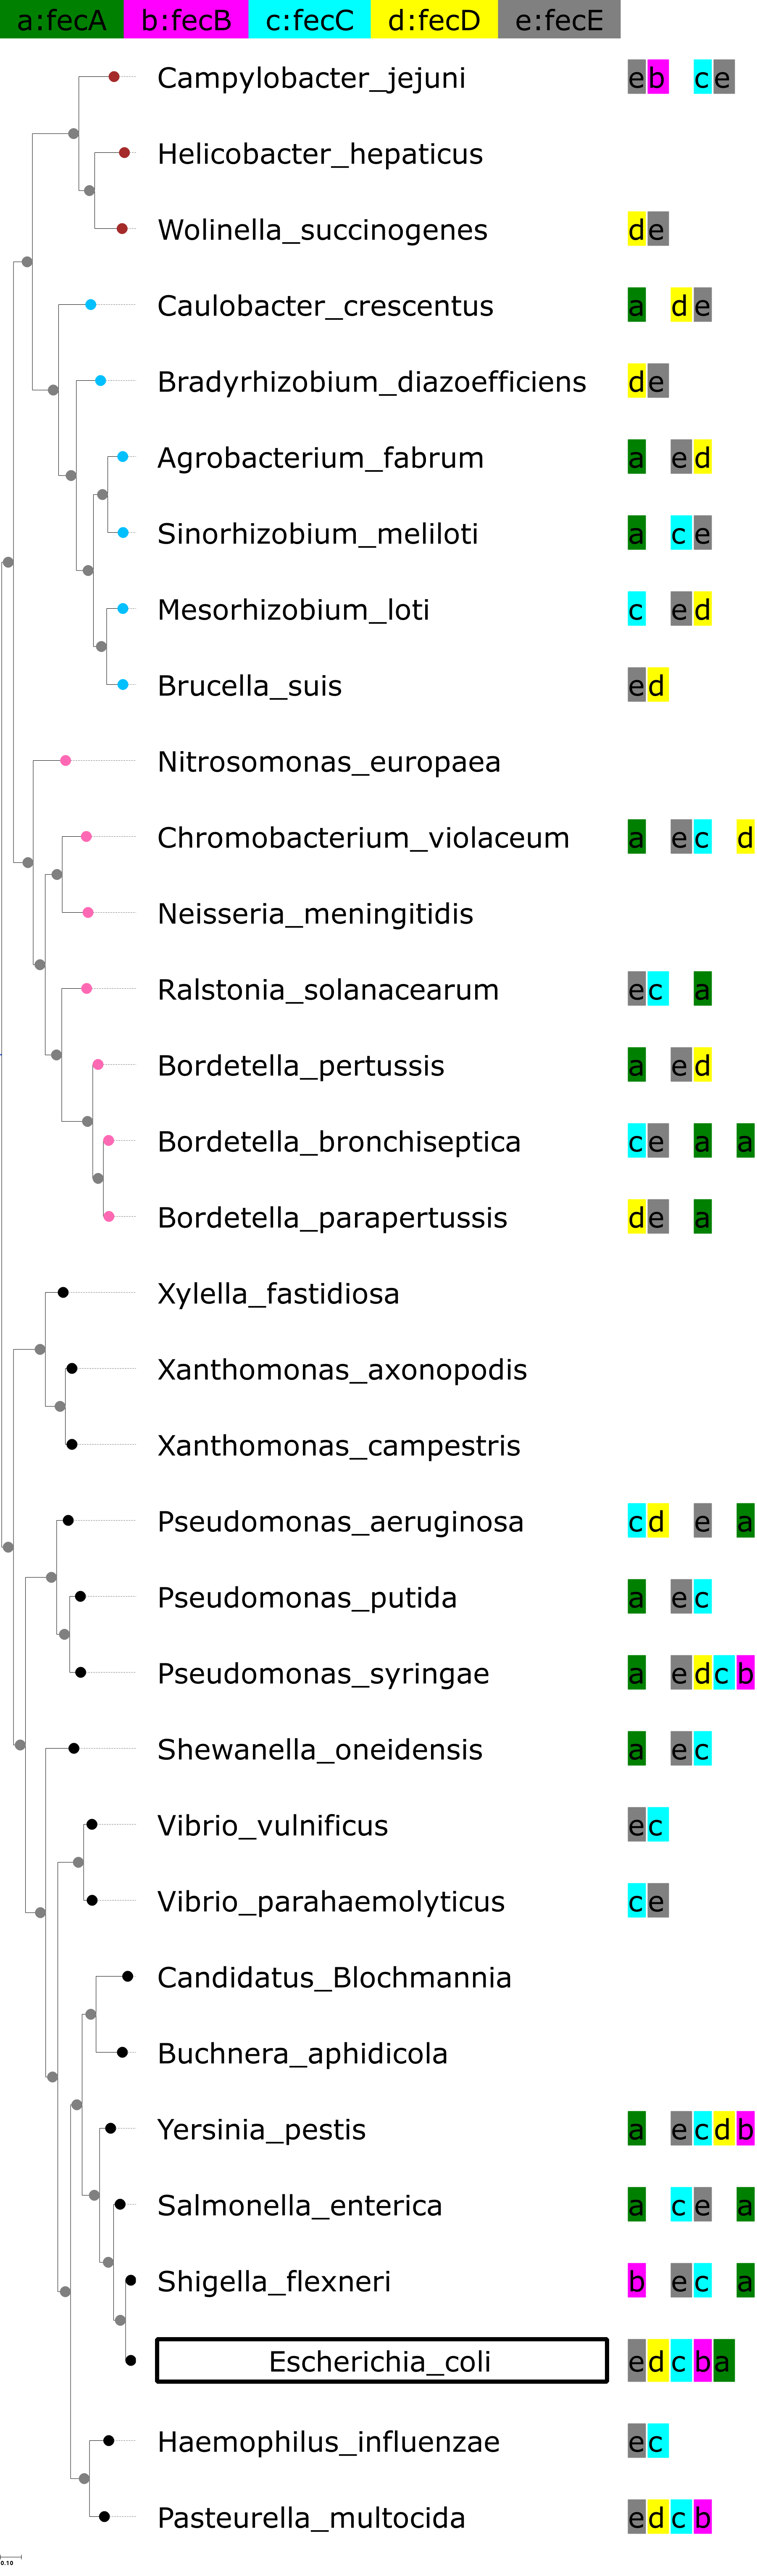 a:fecA b:fecB c:fecC d:fecD e:fecE
Campylobacter_jejuni eb ce
Helicobacter_hepaticus
Wolinella_succinogenes de
Caulobacter_crescentus a de
Bradyrhizobium_diazoefficiens de
Agrobacterium_fabrum a ed
Sinorhizobium_meliloti a ce
Mesorhizobium_loti c ed
Brucella_suis ed
Nitrosomonas_europaea
Chromobacterium_violaceum a ec d
Neisseria_meningitidis
Ralstonia_solanacearum ec a
Bordetella_pertussis a ed
Bordetella_bronchiseptica ce a a
Bordetella_parapertussis de a
Xylella_fastidiosa
Xanthomonas_axonopodis
Xanthomonas_campestris
Pseudomonas_aeruginosa cd e a
Pseudomonas_putida a ec
Pseudomonas_syringae a edcb
Shewanella_oneidensis a ec
Vibrio_vulnificus ec
Vibrio_parahaemolyticus ce
Candidatus_Blochmannia
Buchnera_aphidicola
Yersinia_pestis a ecdb
Salmonella_enterica a ce a
Shigella_flexneri b ec a
Escherichia_coli edcba
Haemophilus_influenzae ec
Pasteurella_multocida edcb
0.10